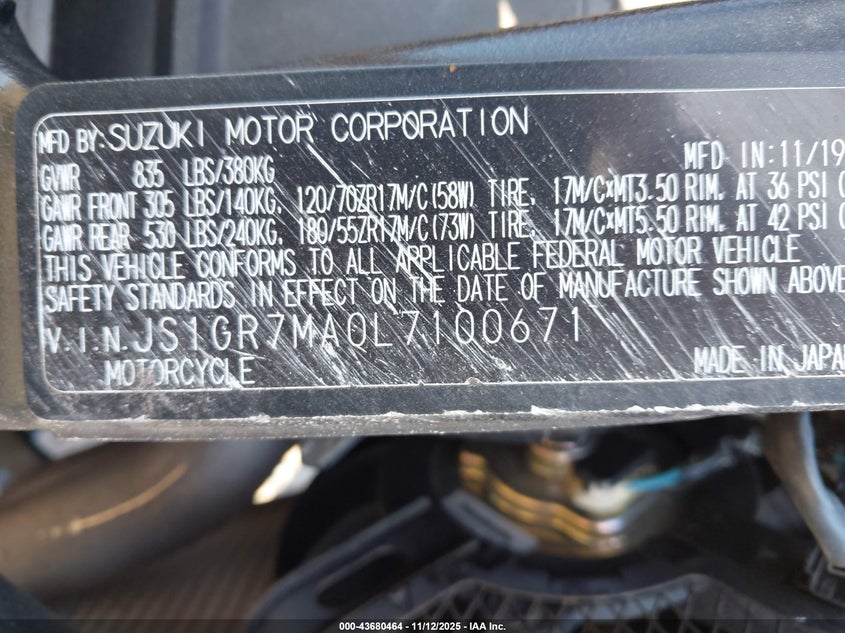 MFD BY: SUZUKI MOTOR CORPORATION
MFD IN: 11/19
GVWR 835 LBS/380KG
GAWR FRONT 305 LBS/140KG, 120/70ZR17M/C(58W) TIRE, 17M/C×MT3.50 RIM. AT 36 PSI
GAWR REAR 530 LBS/240KG, 180/55ZR17M/C(73W) TIRE, 17M/C×MT5.50 RIM. AT 42 PSI
THIS VEHICLE CONFORMS TO ALL APPLICABLE FEDERAL MOTOR VEHICLE
SAFETY STANDARDS IN EFFECT ON THE DATE OF MANUFACTURE SHOWN ABOVE
V.I.N. JS1GR7MA0L7100671
MOTORCYCLE
MADE IN JAPAN
000-43680464 - 11/12/2025 - IAA Inc.